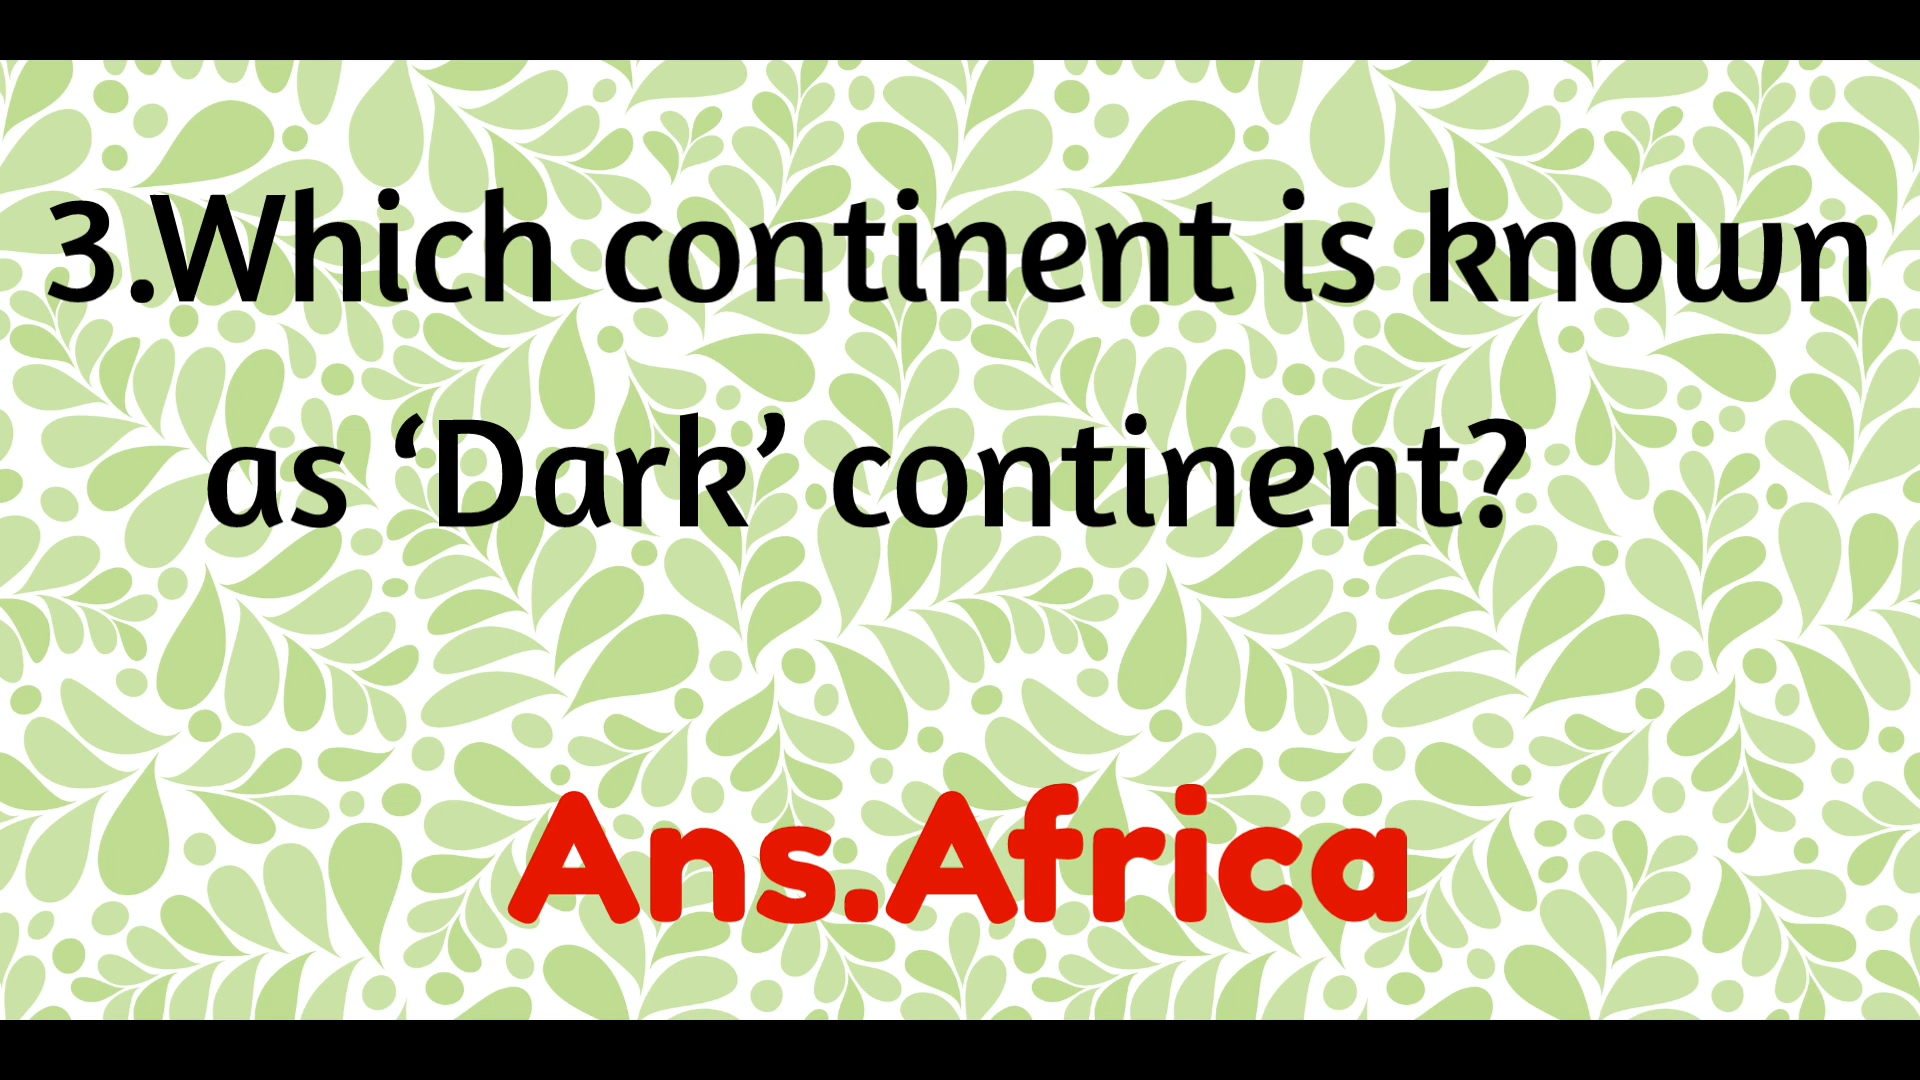 3.Which continent is known
as ‘Dark’ continent?
Ans.Africa